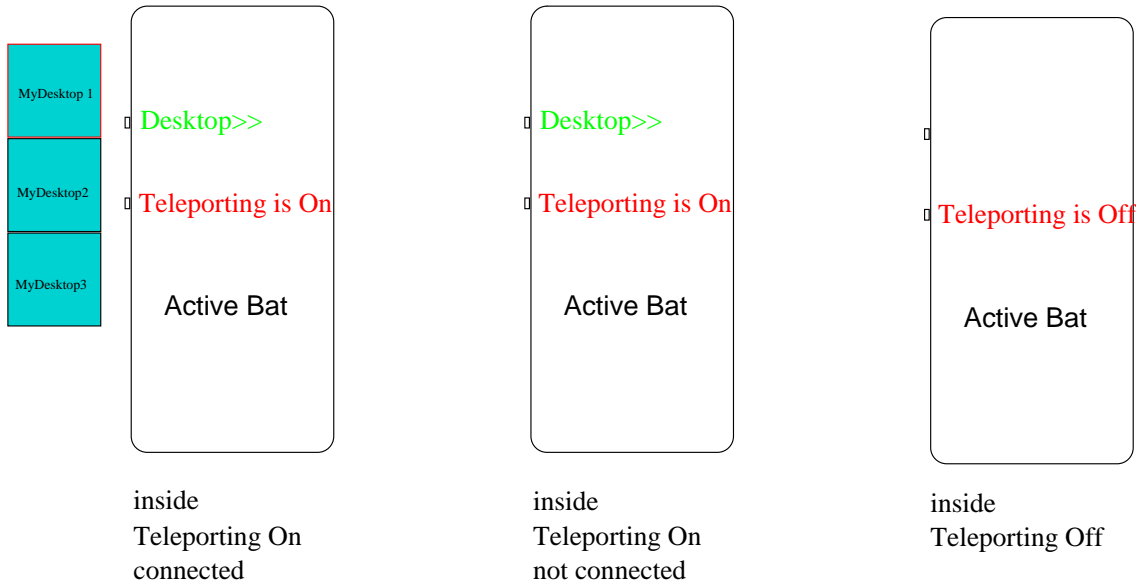 MyDesktop 1
MyDesktop2
MyDesktop3
Desktop>>
Teleporting is On
Active Bat
inside
Teleporting On
connected
Desktop>>
Teleporting is On
Active Bat
inside
Teleporting On
not connected
Teleporting is Off
Active Bat
inside
Teleporting Off